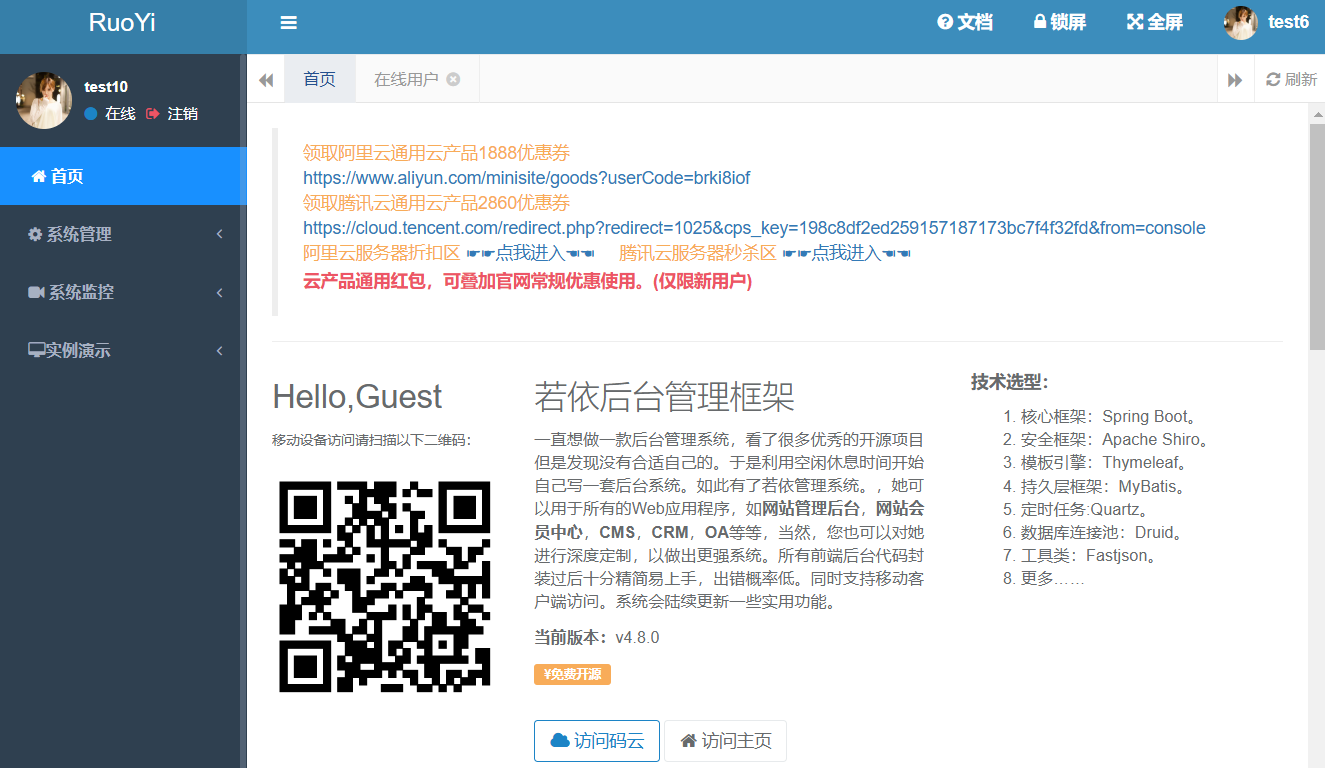 RuoYi
文档
锁屏
全屏
test6
test10
在线
注销
首页
在线用户
刷新
首页
系统管理
系统监控
实例演示
领取阿里云通用云产品1888优惠券
https://www.aliyun.com/minisite/goods?userCode=brki8iof
领取腾讯云通用云产品2860优惠券
https://cloud.tencent.com/redirect.php?redirect=1025&cps_key=198c8df2ed259157187173bc7f4f32fd&from=console
阿里云服务器折扣区 ☛☛点我进入☚☚ 腾讯云服务器秒杀区 ☛☛点我进入☚☚
云产品通用红包，可叠加官网常规优惠使用。(仅限新用户)
Hello,Guest
移动设备访问请扫描以下二维码：
若依后台管理框架
一直想做一款后台管理系统，看了很多优秀的开源项目
但是发现没有合适自己的。于是利用空闲休息时间开始
自己写一套后台系统。如此有了若依管理系统。，她可
以用于所有的Web应用程序，如网站管理后台，网站会
员中心，CMS，CRM，OA等等，当然，您也可以对她
进行深度定制，以做出更强系统。所有前端后台代码封
装过后十分精简易上手，出错概率低。同时支持移动客
户端访问。系统会陆续更新一些实用功能。
当前版本：v4.8.0
¥免费开源
访问码云
访问主页
技术选型：
1. 核心框架：Spring Boot。
2. 安全框架：Apache Shiro。
3. 模板引擎：Thymeleaf。
4. 持久层框架：MyBatis。
5. 定时任务:Quartz。
6. 数据库连接池：Druid。
7. 工具类：Fastjson。
8. 更多……